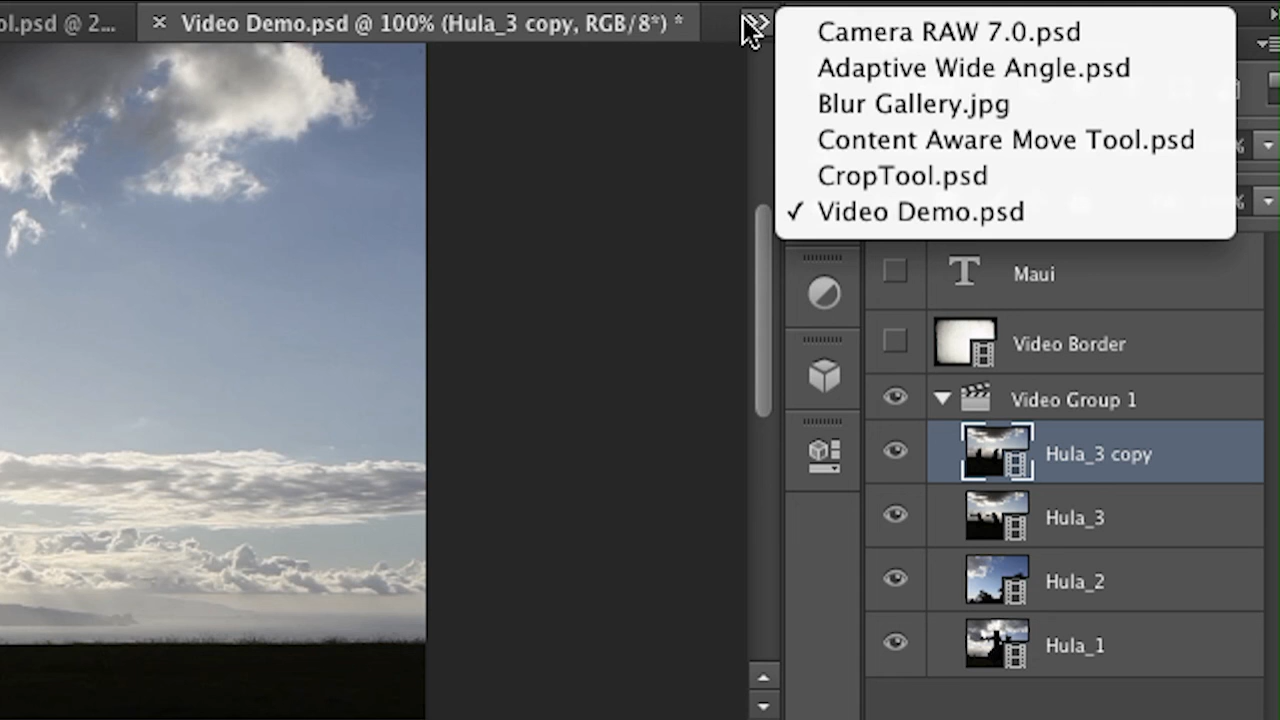 ol.psd @ 2...
Video Demo.psd @ 100% (Hula_3 copy, RGB/8*) *
Camera RAW 7.0.psd
Adaptive Wide Angle.psd
Blur Gallery.jpg
Content Aware Move Tool.psd
CropTool.psd
✓ Video Demo.psd
%
%
T Maui
Video Border
Video Group 1
Hula_3 copy
Hula_3
Hula_2
Hula_1